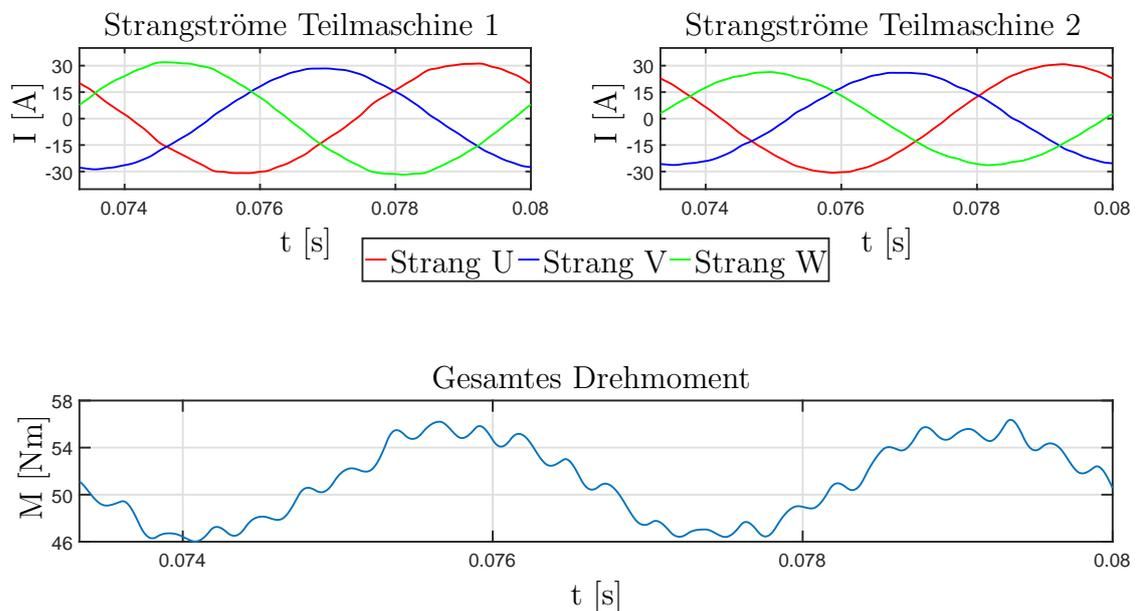 Strangströme Teilmaschine 1
I [A]
30
15
0
-15
-30
0.074 0.076 0.078 0.08
t [s]
Strangströme Teilmaschine 2
I [A]
30
15
0
-15
-30
0.074 0.076 0.078 0.08
t [s]
Strang U Strang V Strang W
Gesamtes Drehmoment
M [Nm]
58
54
50
46
0.074 0.076 0.078 0.08
t [s]